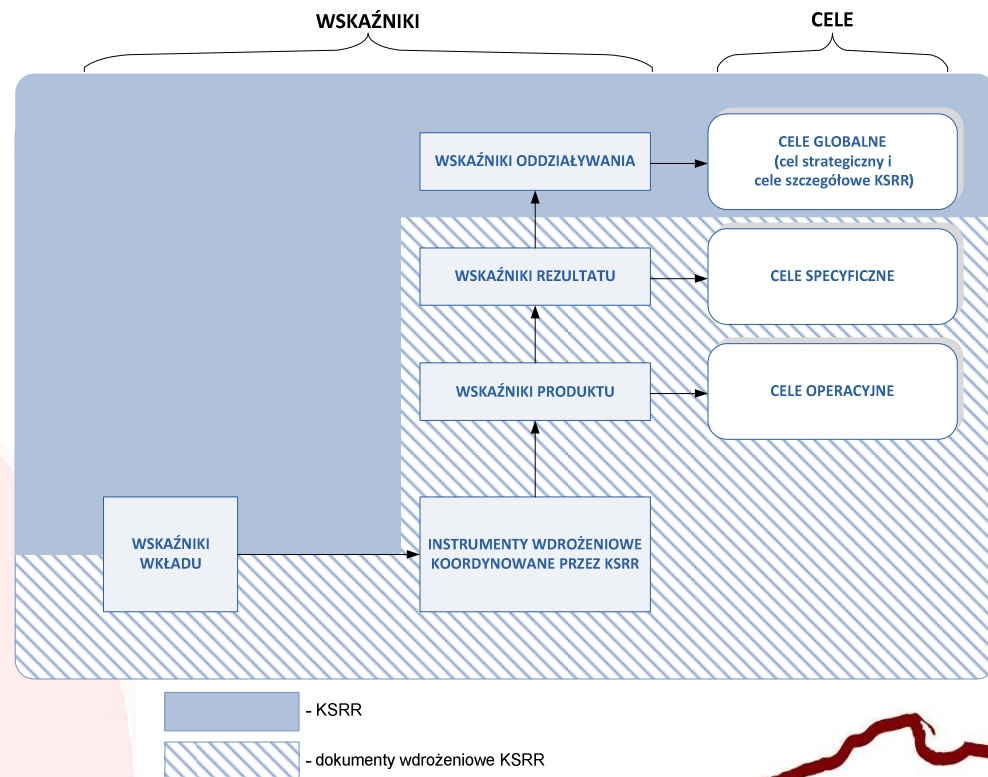 WSKAŹNIKI
CELE
WSKAŹNIKI ODDZIAŁYWANIA
CELE GLOBALNE
(cel strategiczny i
cele szczegółowe KSRR)
WSKAŹNIKI REZULTATU
CELE SPECYFICZNE
WSKAŹNIKI PRODUKTU
CELE OPERACYJNE
WSKAŹNIKI
WKŁADU
INSTRUMENTY WDROŻENIOWE
KOORDYNOWANE PRZEZ KSRR
- KSRR
- dokumenty wdrożeniowe KSRR